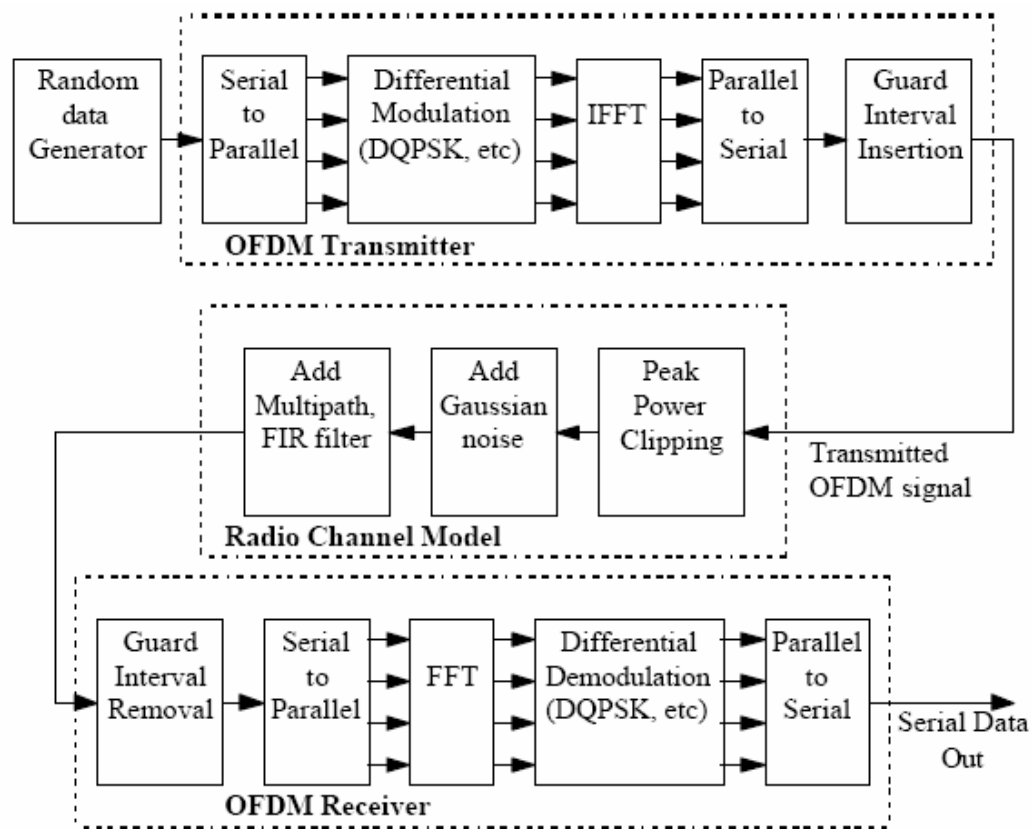 Random
data
Generator
Serial
to
Parallel
Differential
Modulation
(DQPSK, etc)
IFFT
Parallel
to
Serial
Guard
Interval
Insertion
OFDM Transmitter
Add
Multipath,
FIR filter
Add
Gaussian
noise
Peak
Power
Clipping
Transmitted
OFDM signal
Radio Channel Model
Guard
Interval
Removal
Serial
to
Parallel
FFT
Differential
Demodulation
(DQPSK, etc)
Parallel
to
Serial
Serial Data
Out
OFDM Receiver